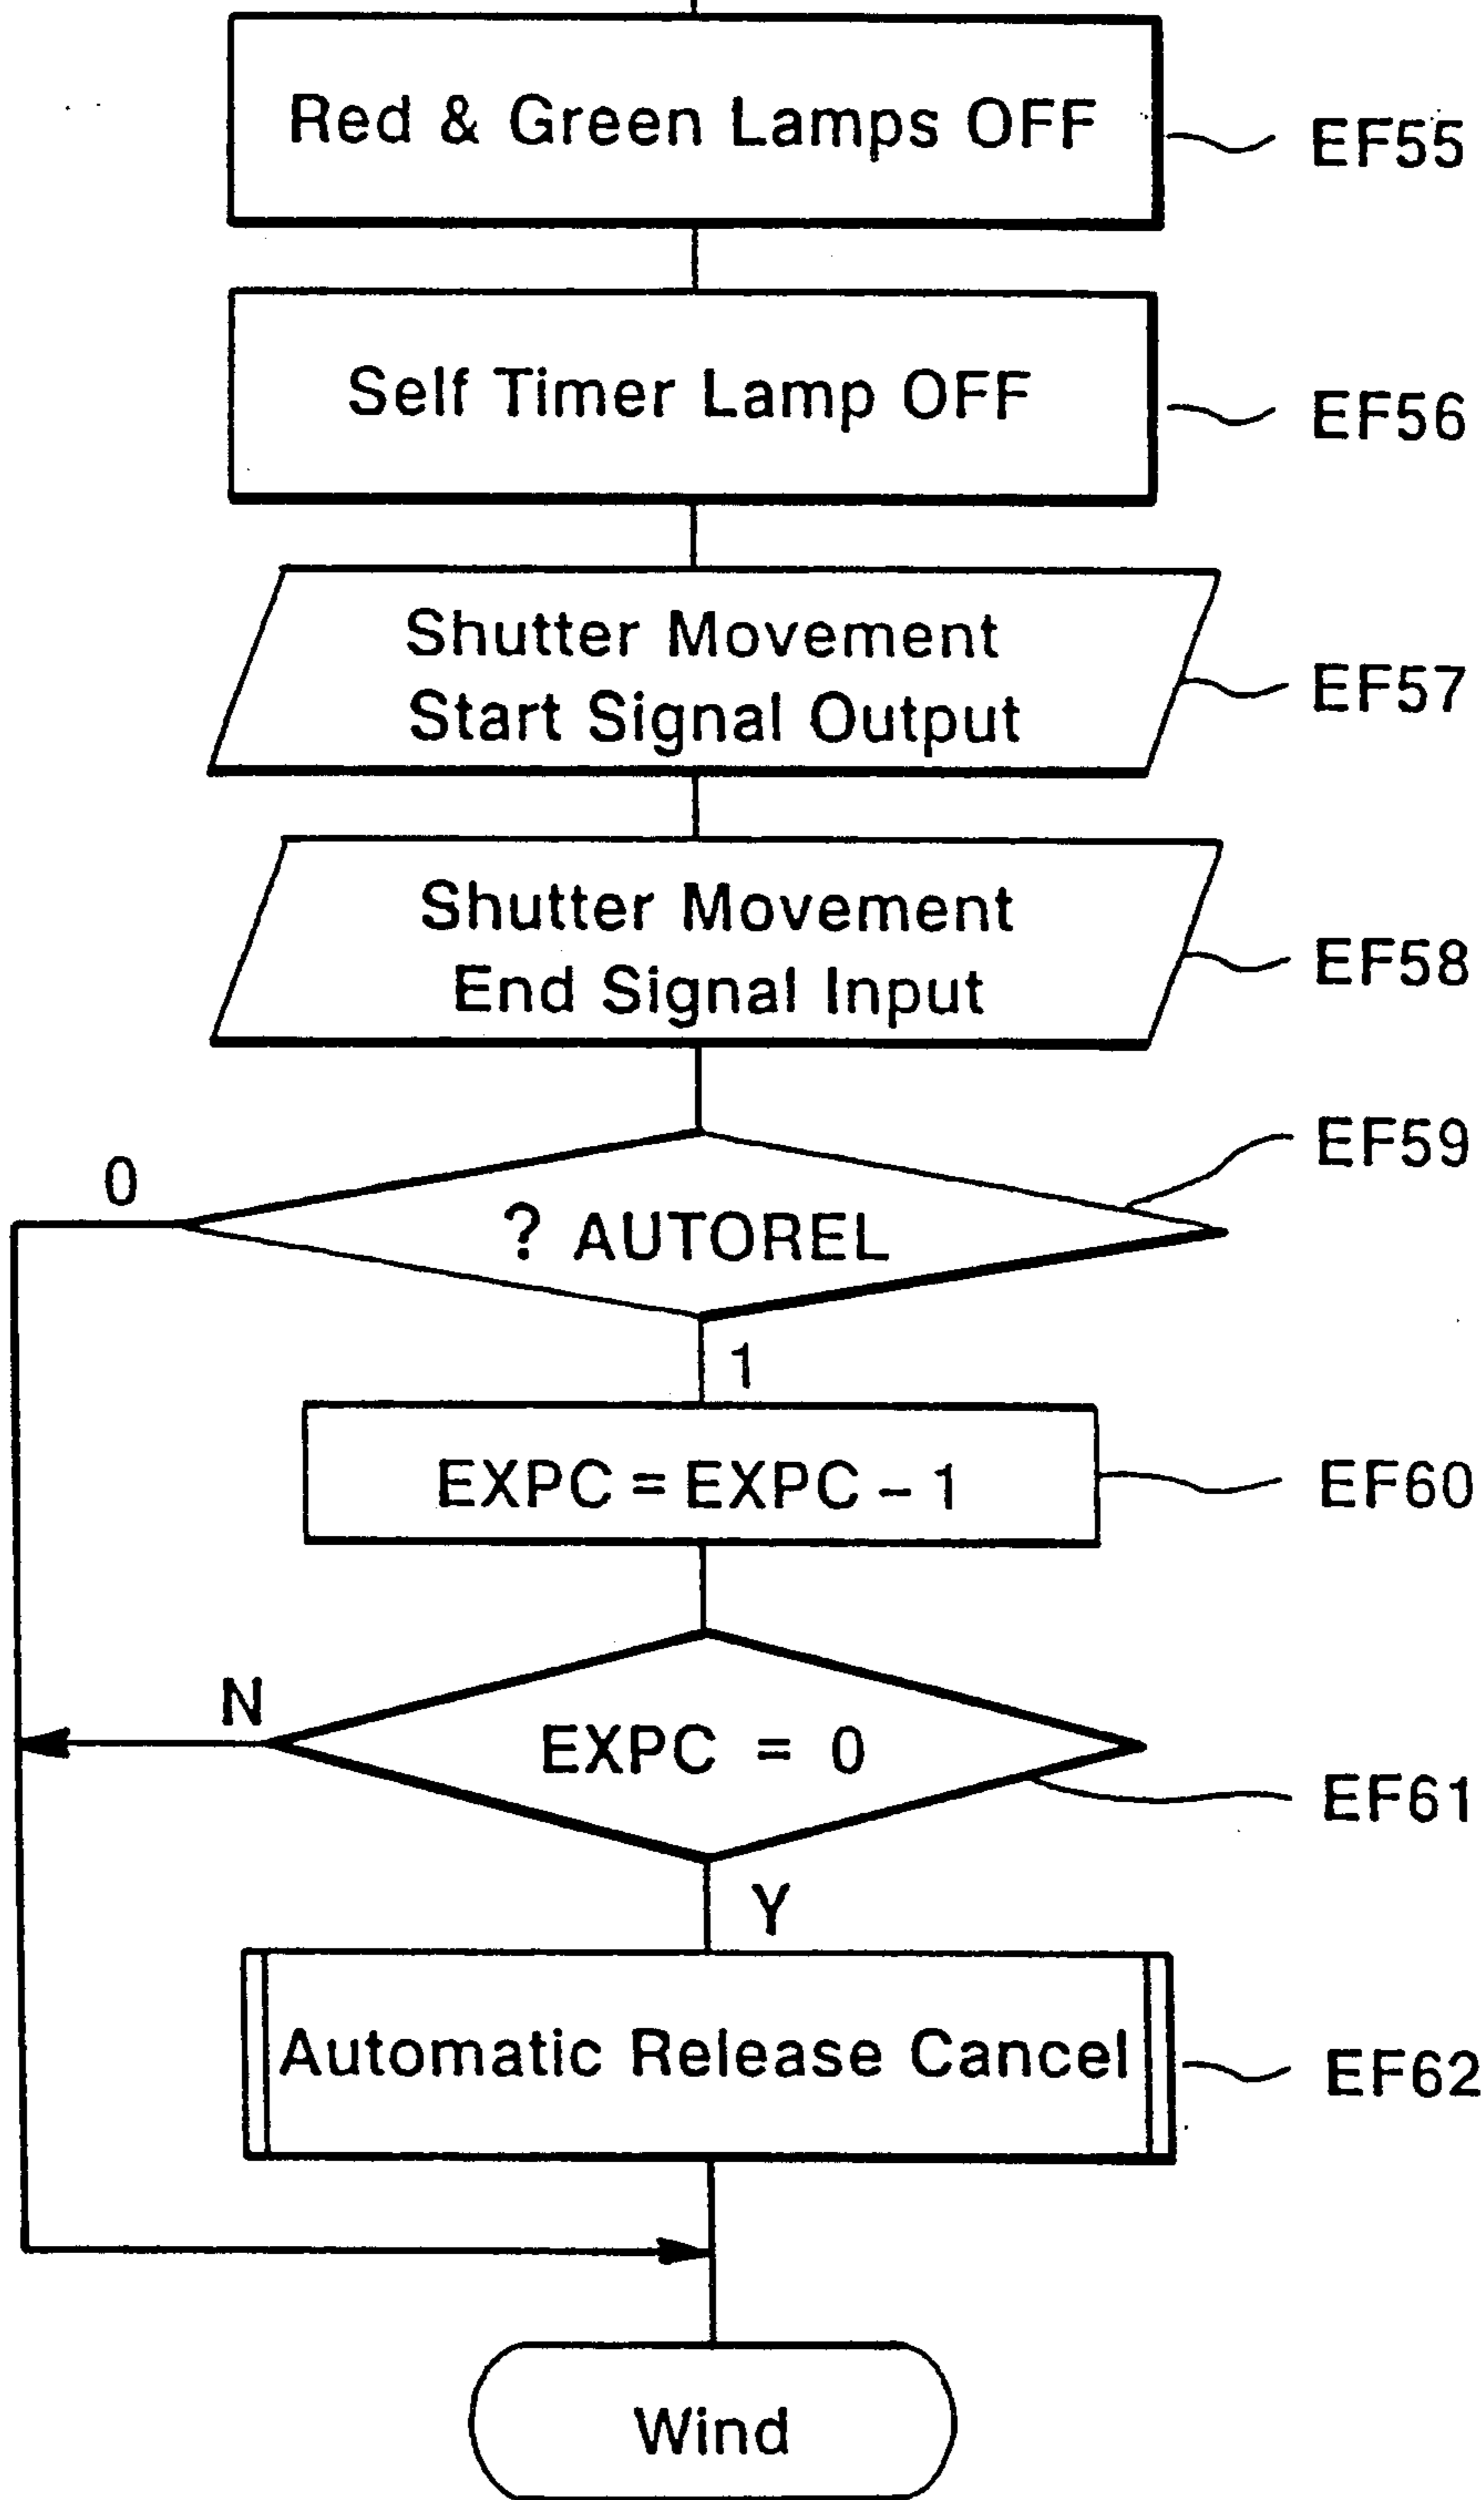 Red & Green Lamps OFF
EF55
Self Timer Lamp OFF
EF56
Shutter Movement
Start Signal Output
EF57
Shutter Movement
End Signal Input
EF58
EF59
0
? AUTOREL
1
EXPC = EXPC - 1
EF60
N
EXPC = 0
EF61
Y
Automatic Release Cancel
EF62
Wind